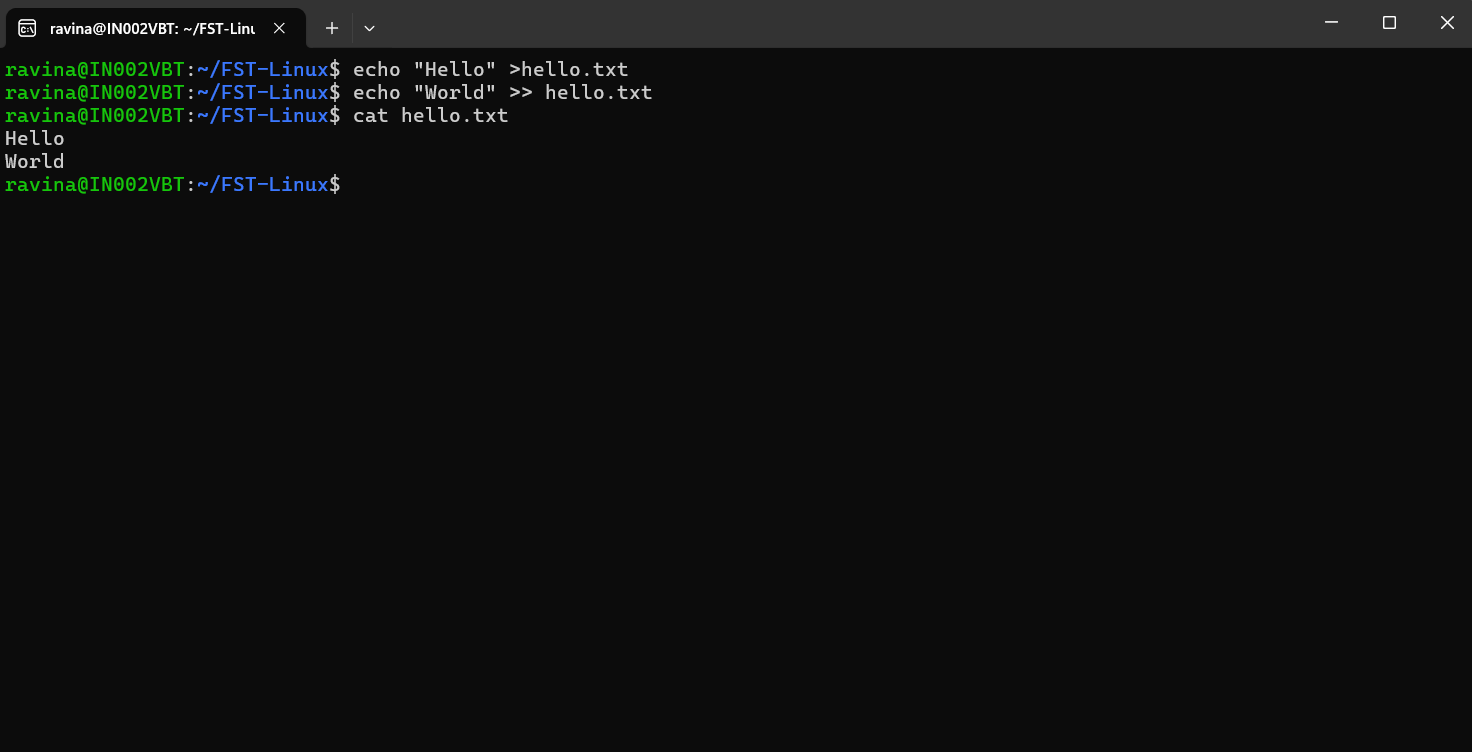 ravina@IN002VBT: ~/FST-Linu
ravina@IN002VBT:~/FST-Linux$ echo "Hello" >hello.txt
ravina@IN002VBT:~/FST-Linux$ echo "World" >> hello.txt
ravina@IN002VBT:~/FST-Linux$ cat hello.txt
Hello
World
ravina@IN002VBT:~/FST-Linux$